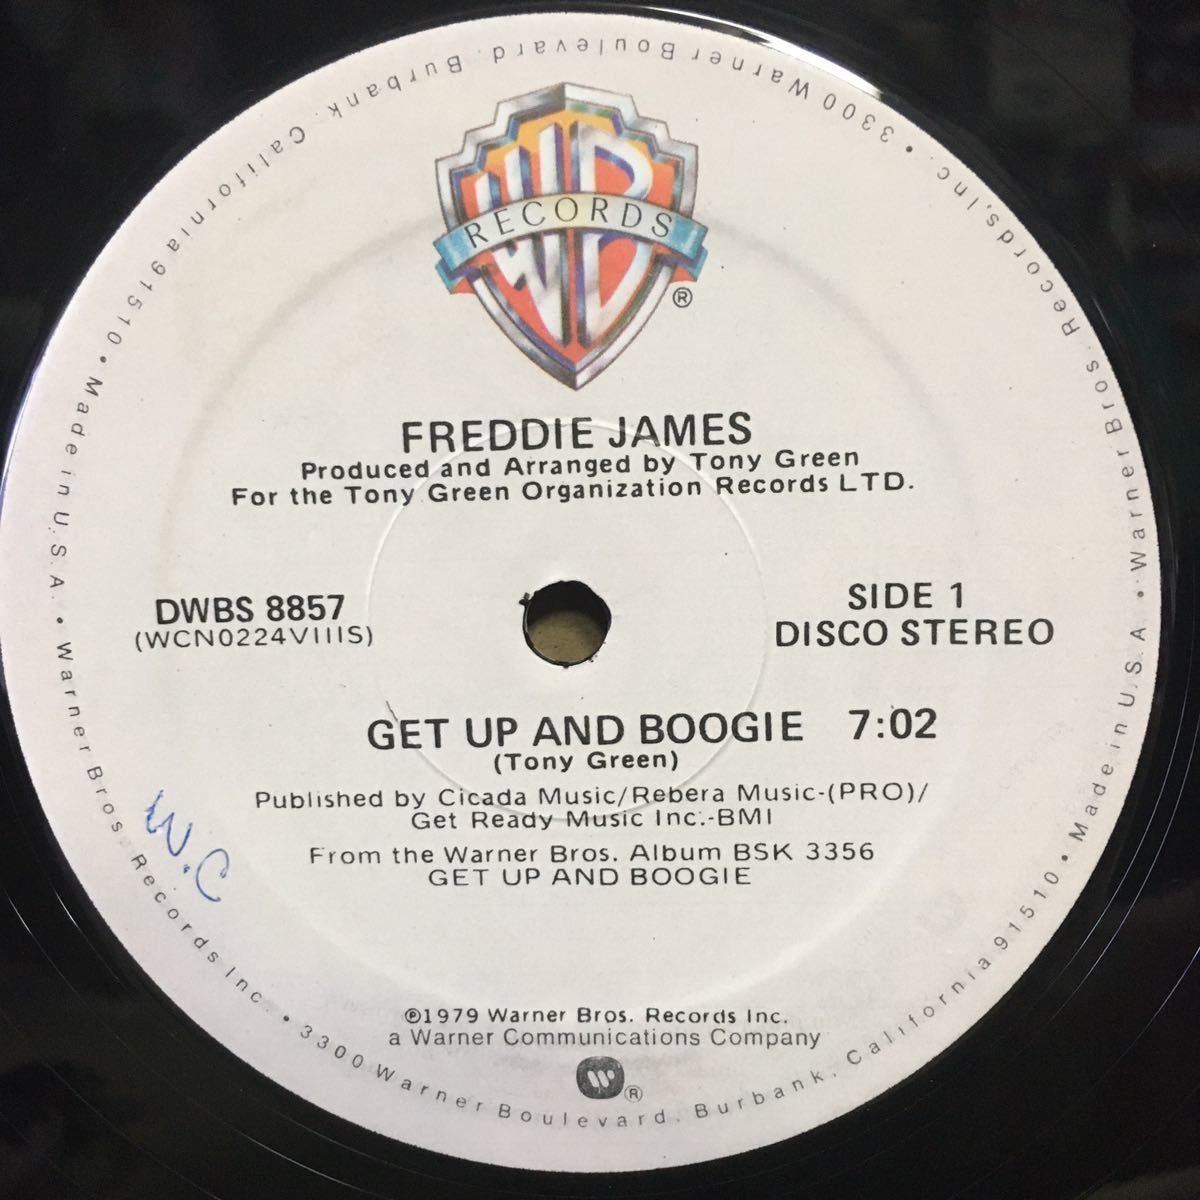 WB
RECORDS
®
FREDDIE JAMES
Produced and Arranged by Tony Green
For the Tony Green Organization Records LTD.
DWBS 8857
(WCN0224VIIIS)
SIDE 1
DISCO STEREO
GET UP AND BOOGIE 7:02
(Tony Green)
Published by Cicada Music/Rebera Music-(PRO)/
Get Ready Music Inc.-BMI
From the Warner Bros. Album BSK 3356
GET UP AND BOOGIE
W.C
℗1979 Warner Bros. Records Inc.
a Warner Communications Company
W ®
Made in U.S.A. • Warner Bros. Records Inc. • 3300 Warner Boulevard, Burbank, California 91510 • Made in U.S.A. • Warner Bros. Records, Inc. • 3300 Warner Boulevard, Burbank, California 91510 •